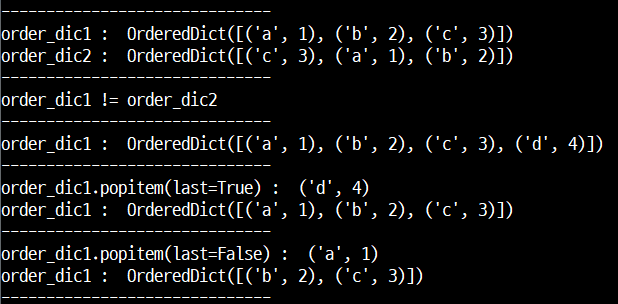 ------------------------------
order_dic1 :  OrderedDict([('a', 1), ('b', 2), ('c', 3)])
order_dic2 :  OrderedDict([('c', 3), ('a', 1), ('b', 2)])
------------------------------
order_dic1 != order_dic2
------------------------------
order_dic1 :  OrderedDict([('a', 1), ('b', 2), ('c', 3), ('d', 4)])
------------------------------
order_dic1.popitem(last=True) :  ('d', 4)
order_dic1 :  OrderedDict([('a', 1), ('b', 2), ('c', 3)])
------------------------------
order_dic1.popitem(last=False) :  ('a', 1)
order_dic1 :  OrderedDict([('b', 2), ('c', 3)])
------------------------------